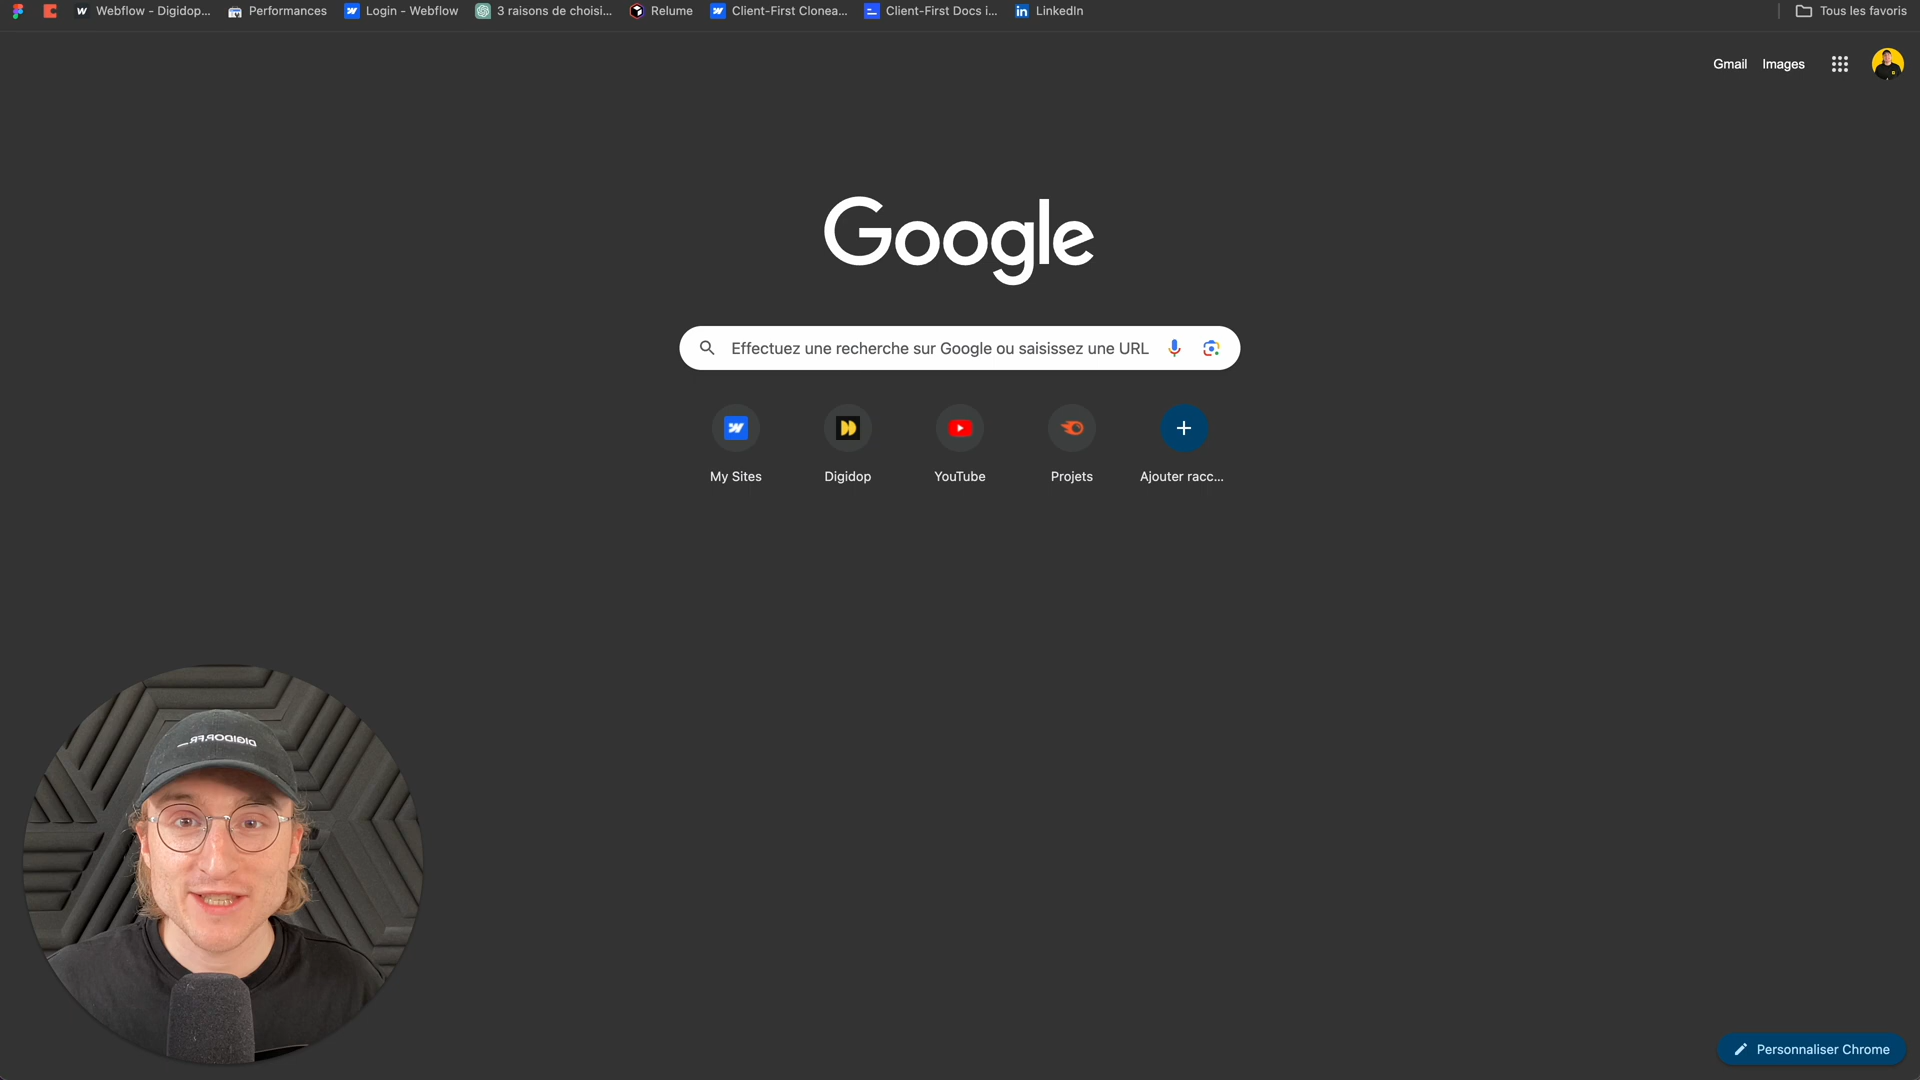 Webflow - Digidop... Performances Login - Webflow 3 raisons de choisi... Relume Client-First Clonea... Client-First Docs i... LinkedIn Tous les favoris
Gmail Images
Google
Effectuez une recherche sur Google ou saisissez une URL
My Sites Digidop YouTube Projets Ajouter racc...
DIGIDOP.FR_
Personnaliser Chrome